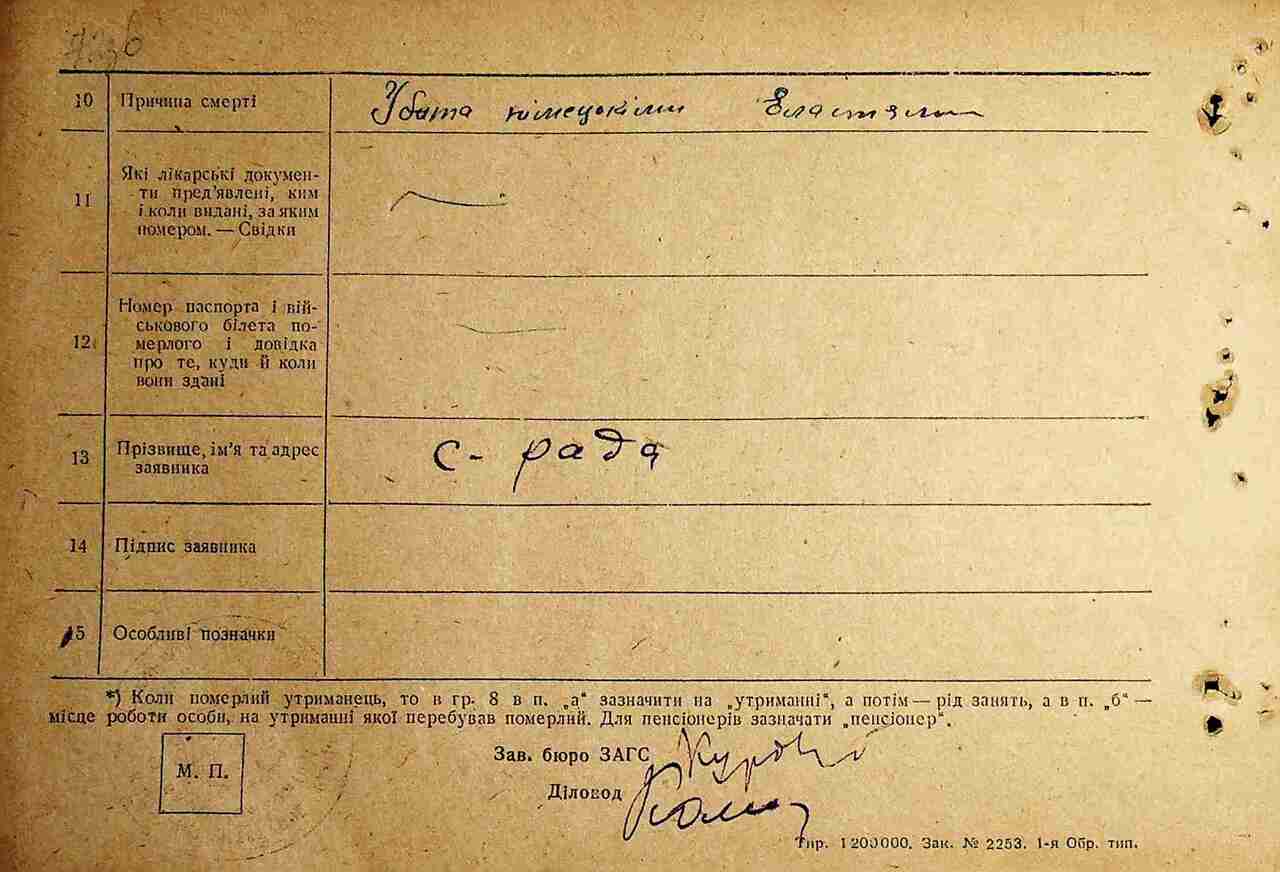 10 Причина смерті Убита німецькіми властями
11 Які лікарські докумен-
ти пред'явлені, ким
і коли видані, за яким
номером. — Свідки
12 Номер паспорта і вій-
ськового білета по-
мерлого і довідка
про те, куди й коли
вони здані
13 Прізвище, ім'я та адрес
заявника
с- рада
14 Підпис заявника
15 Особливі позначки
*) Коли померлий утриманець, то в гр. 8 в п. „а“ зазначити на „утриманні“, а потім — рід занять, а в п. „б“ —
місце роботи особи, на утриманні якої перебував померлий. Для пенсіонерів зазначати „пенсіонер“.
М. П.
Зав. бюро ЗАГС
Діловод
Тир. 1200000. Зак. № 2253. 1-я Обр. тип.